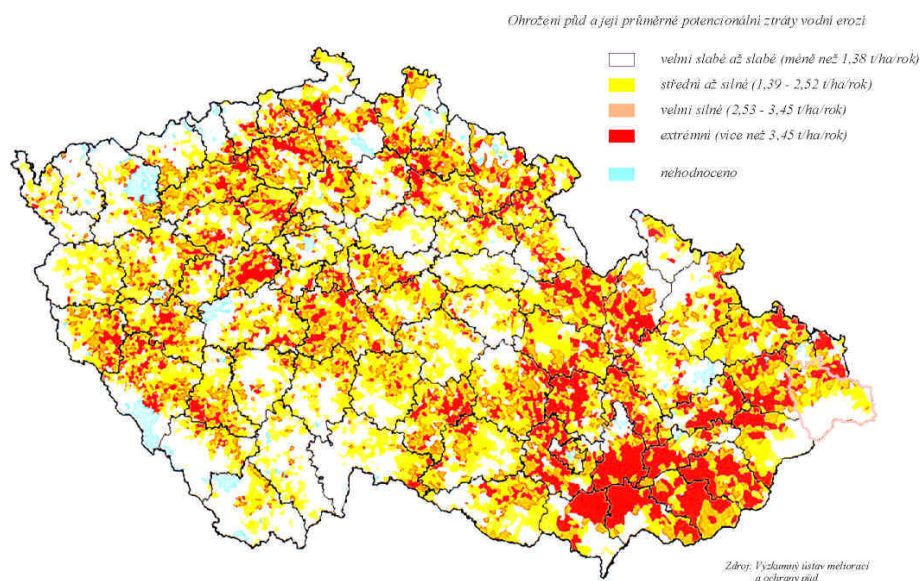 Ohrožení půd a její průměrné potencionální ztráty vodní erozí
velmi slabé až slabé (méně než 1,38 t/ha/rok)
střední až silné (1,39 - 2,52 t/ha/rok)
velmi silné (2,53 - 3,45 t/ha/rok)
extrémní (více než 3,45 t/ha/rok)
nehodnoceno
Zdroj: Výzkumný ústav meliorací
a ochrany půd